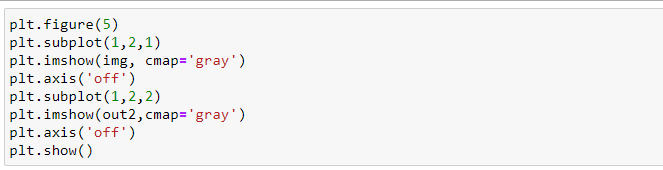 plt.figure(5)
plt.subplot(1,2,1)
plt.imshow(img, cmap='gray')
plt.axis('off')
plt.subplot(1,2,2)
plt.imshow(out2,cmap='gray')
plt.axis('off')
plt.show()